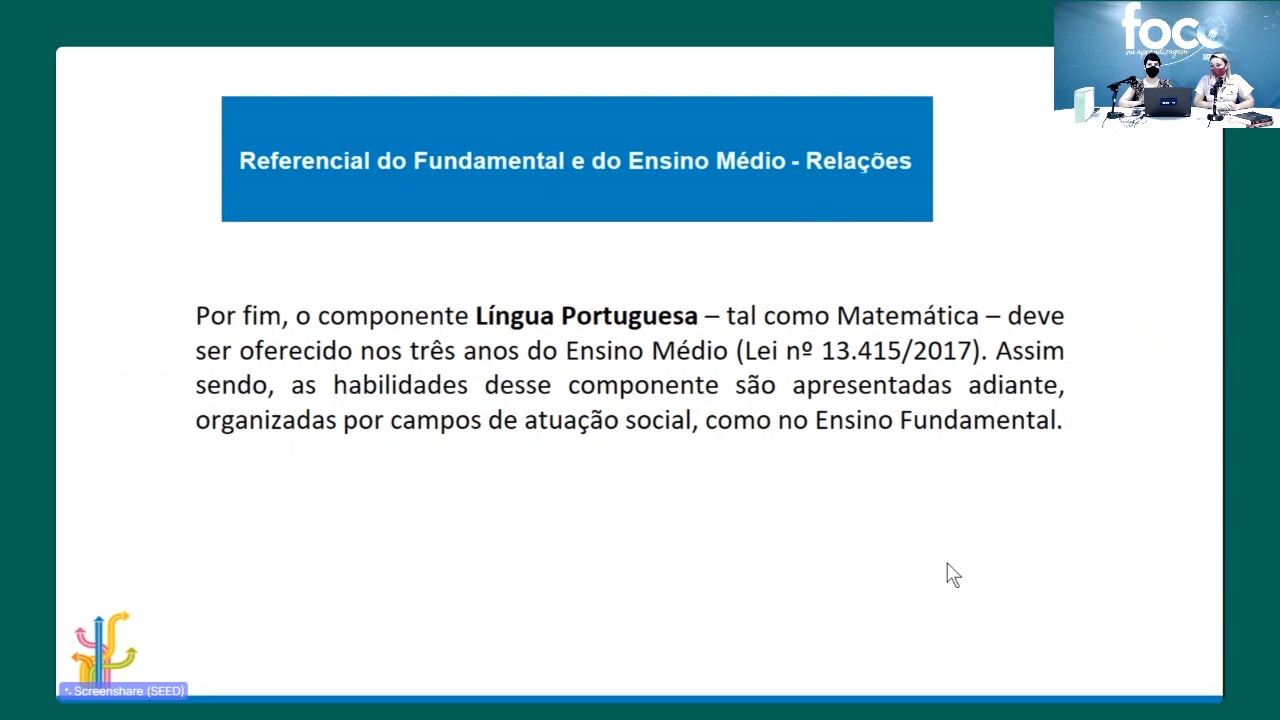 foco
na aprendizagem
Referencial do Fundamental e do Ensino Médio - Relações
Por fim, o componente Língua Portuguesa – tal como Matemática – deve
ser oferecido nos três anos do Ensino Médio (Lei nº 13.415/2017). Assim
sendo, as habilidades desse componente são apresentadas adiante,
organizadas por campos de atuação social, como no Ensino Fundamental.
Screenshare (SEED)